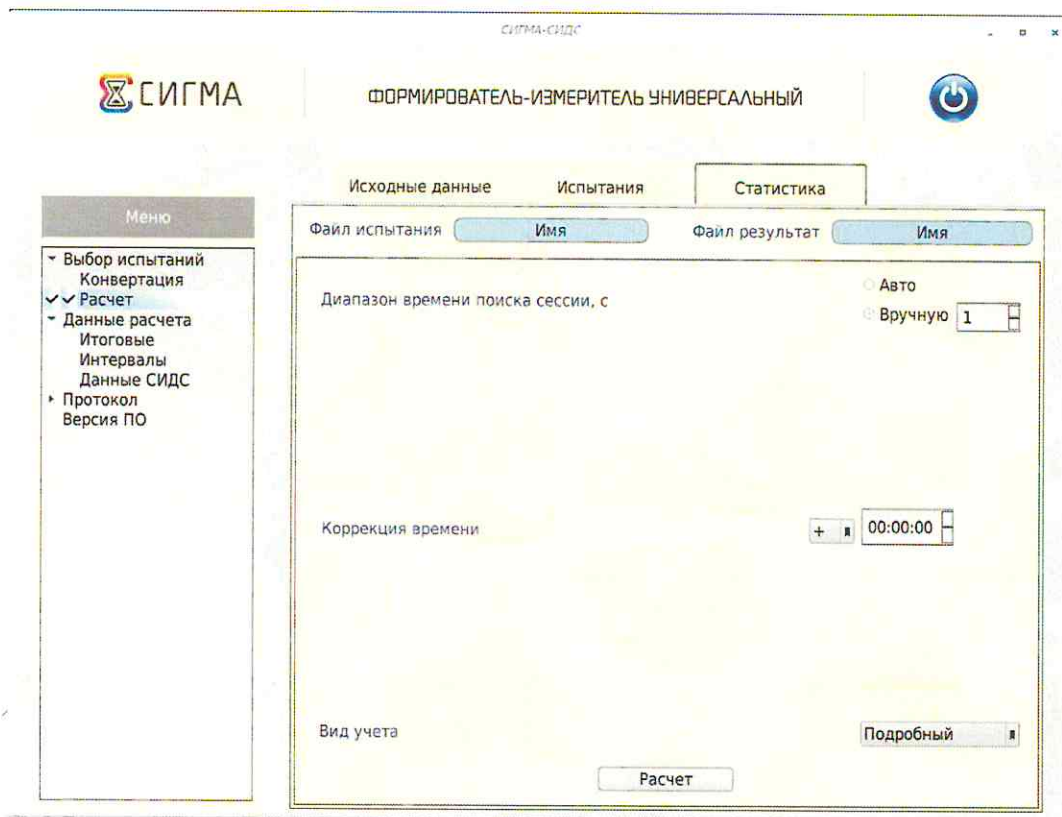 СИГМА-СИДС
СИГМА
ФОРМИРОВАТЕЛЬ-ИЗМЕРИТЕЛЬ УНИВЕРСАЛЬНЫЙ
Исходные данные Испытания Статистика
Меню
Файл испытания Имя Файл результат Имя
Выбор испытаний
Конвертация
Расчет
Данные расчета
Итоговые
Интервалы
Данные СИДС
Протокол
Версия ПО
Диапазон времени поиска сессии, с
Авто
Вручную 1
Коррекция времени + 00:00:00
Вид учета Подробный
Расчет